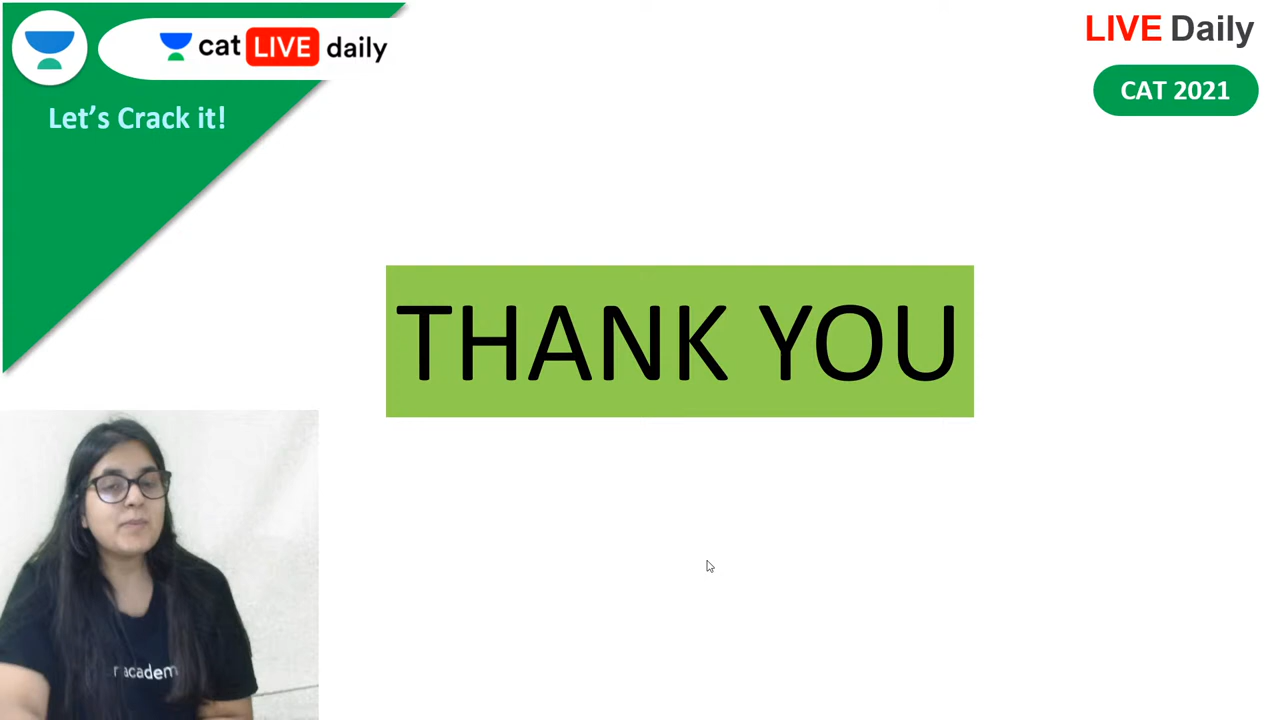 cat LIVE daily
Let's Crack it!
LIVE Daily
CAT 2021
THANK YOU